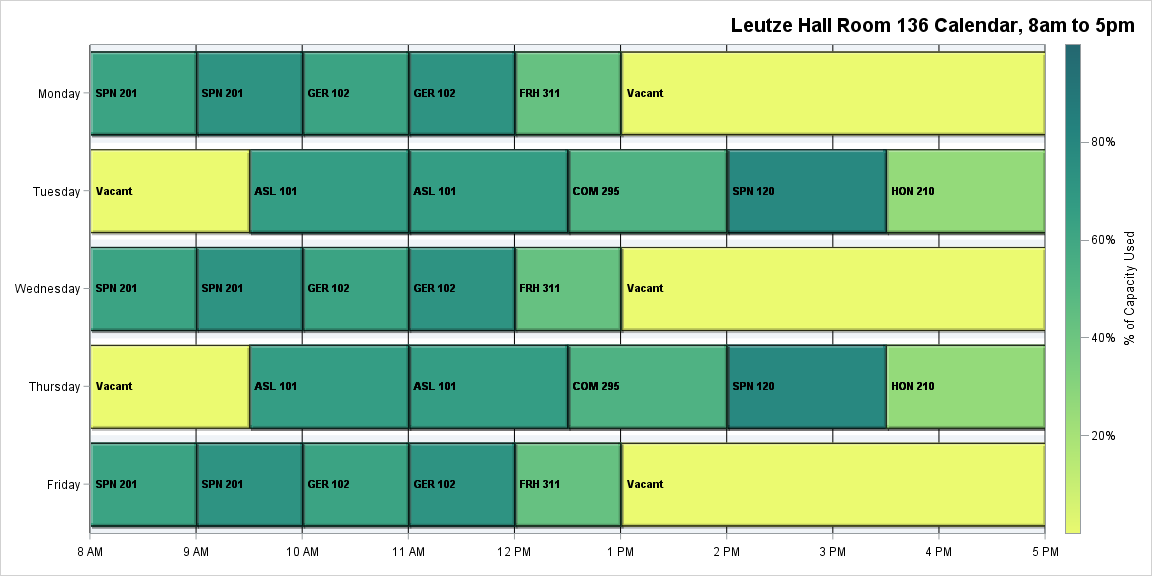 Leutze Hall Room 136 Calendar, 8am to 5pm
Monday SPN 201 SPN 201 GER 102 GER 102 FRH 311 Vacant
80%
Tuesday Vacant ASL 101 ASL 101 COM 295 SPN 120 HON 210
60%
% of Capacity Used
Wednesday SPN 201 SPN 201 GER 102 GER 102 FRH 311 Vacant
40%
Thursday Vacant ASL 101 ASL 101 COM 295 SPN 120 HON 210
20%
Friday SPN 201 SPN 201 GER 102 GER 102 FRH 311 Vacant
8 AM 9 AM 10 AM 11 AM 12 PM 1 PM 2 PM 3 PM 4 PM 5 PM